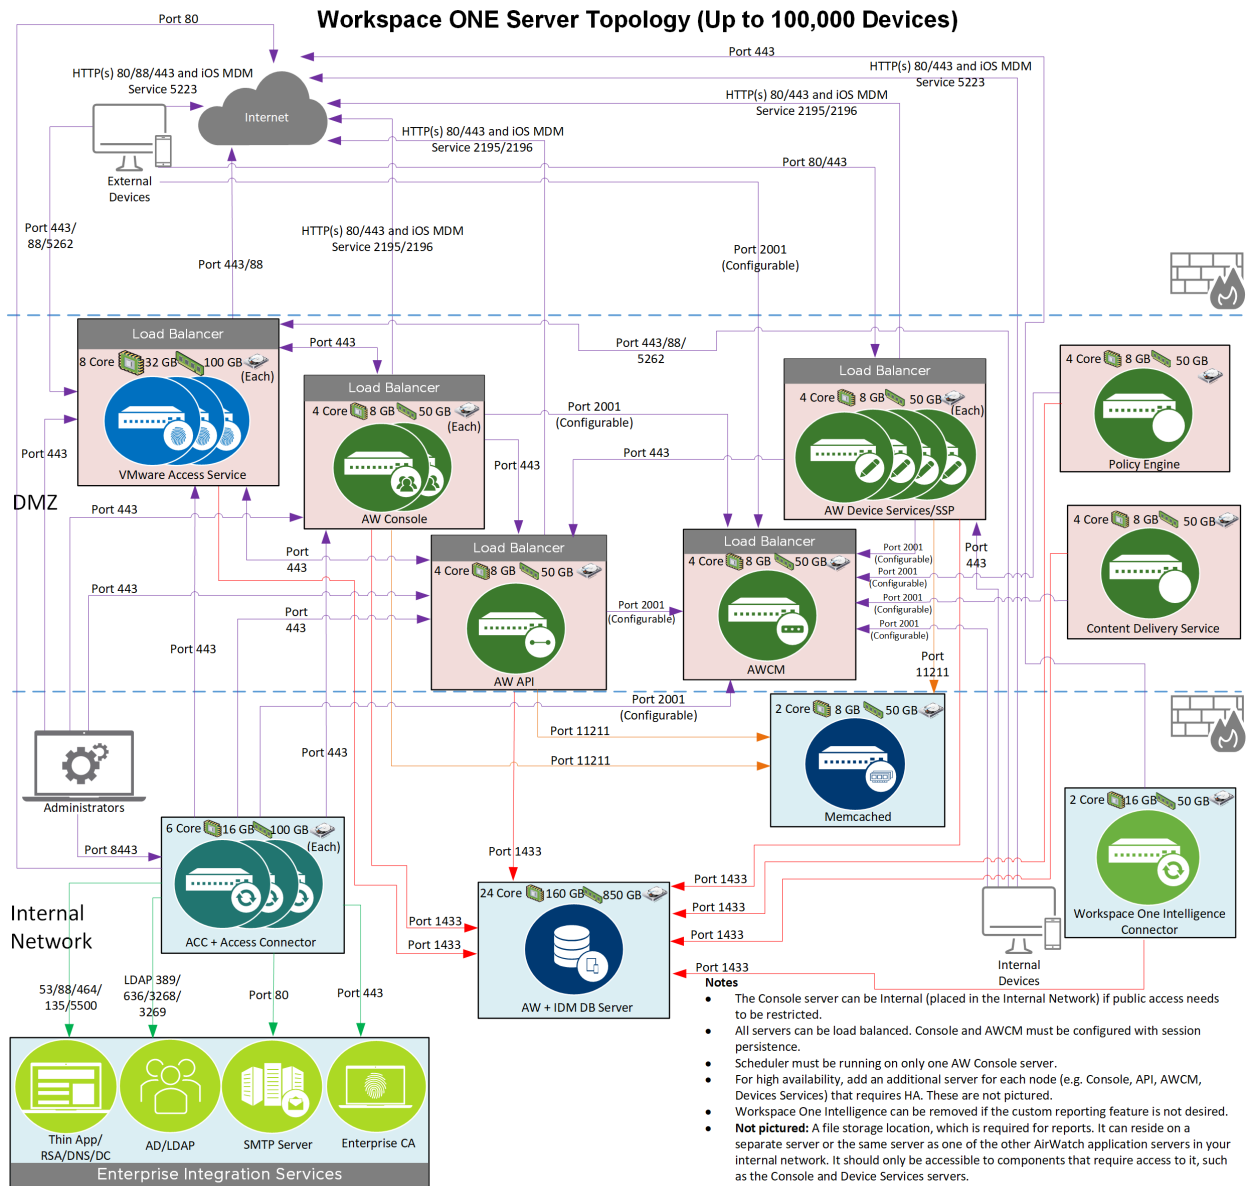 Workspace ONE Server Topology (Up to 100,000 Devices)
Port 80
Port 443
HTTP(s) 80/88/443 and iOS MDM
Service 5223
HTTP(s) 80/443 and iOS MDM
Service 5223
HTTP(s) 80/443 and iOS MDM
Service 2195/2196
Internet
HTTP(s) 80/443 and iOS MDM
Service 2195/2196
Port 80/443
External
Devices
Port 443/
88/5262
HTTP(s) 80/443 and iOS MDM
Service 2195/2196
Port 2001
(Configurable)
Port 443/88
Load Balancer
Port 443
Port 443/88/
5262
8 Core
32 GB
100 GB
(Each)
VMware Access Service
Load Balancer
4 Core
8 GB
50 GB
(Each)
AW Console
Port 2001
(Configurable)
Load Balancer
4 Core
8 GB
50 GB
(Each)
AW Device Services/SSP
4 Core
8 GB
50 GB
Policy Engine
Port 443
Port 443
Port 443
DMZ
Port 443
Load Balancer
4 Core
8 GB
50 GB
AW API
Load Balancer
4 Core
8 GB
50 GB
AWCM
Port 2001
(Configurable)
Port 2001
(Configurable)
Port 2001
(Configurable)
Port 2001
(Configurable)
Port
443
4 Core
8 GB
50 GB
Content Delivery Service
Port
443
Port 443
Port
443
Port 2001
(Configurable)
Port 443
Port
11211
Port 2001
(Configurable)
2 Core
8 GB
50 GB
Memcached
Port 11211
Port 11211
Port 443
Administrators
Port 8443
6 Core
16 GB
100 GB
(Each)
ACC + Access Connector
2 Core
16 GB
50 GB
Workspace One Intelligence
Connector
Port 1433
24 Core
160 GB
850 GB
AW + IDM DB Server
Port 1433
Port 1433
Port 1433
Port 1433
Port 1433
Port 1433
Internal
Devices
Internal
Network
53/88/464/
135/5500
LDAP 389/
636/3268/
3269
Port 80
Port 443
Thin App/
RSA/DNS/DC
AD/LDAP
SMTP Server
Enterprise CA
Enterprise Integration Services
Notes
• The Console server can be Internal (placed in the Internal Network) if public access needs
to be restricted.
• All servers can be load balanced. Console and AWCM must be configured with session
persistence.
• Scheduler must be running on only one AW Console server.
• For high availability, add an additional server for each node (e.g. Console, API, AWCM,
Devices Services) that requires HA. These are not pictured.
• Workspace One Intelligence can be removed if the custom reporting feature is not desired.
• Not pictured: A file storage location, which is required for reports. It can reside on a
separate server or the same server as one of the other AirWatch application servers in your
internal network. It should only be accessible to components that require access to it, such
as the Console and Device Services servers.